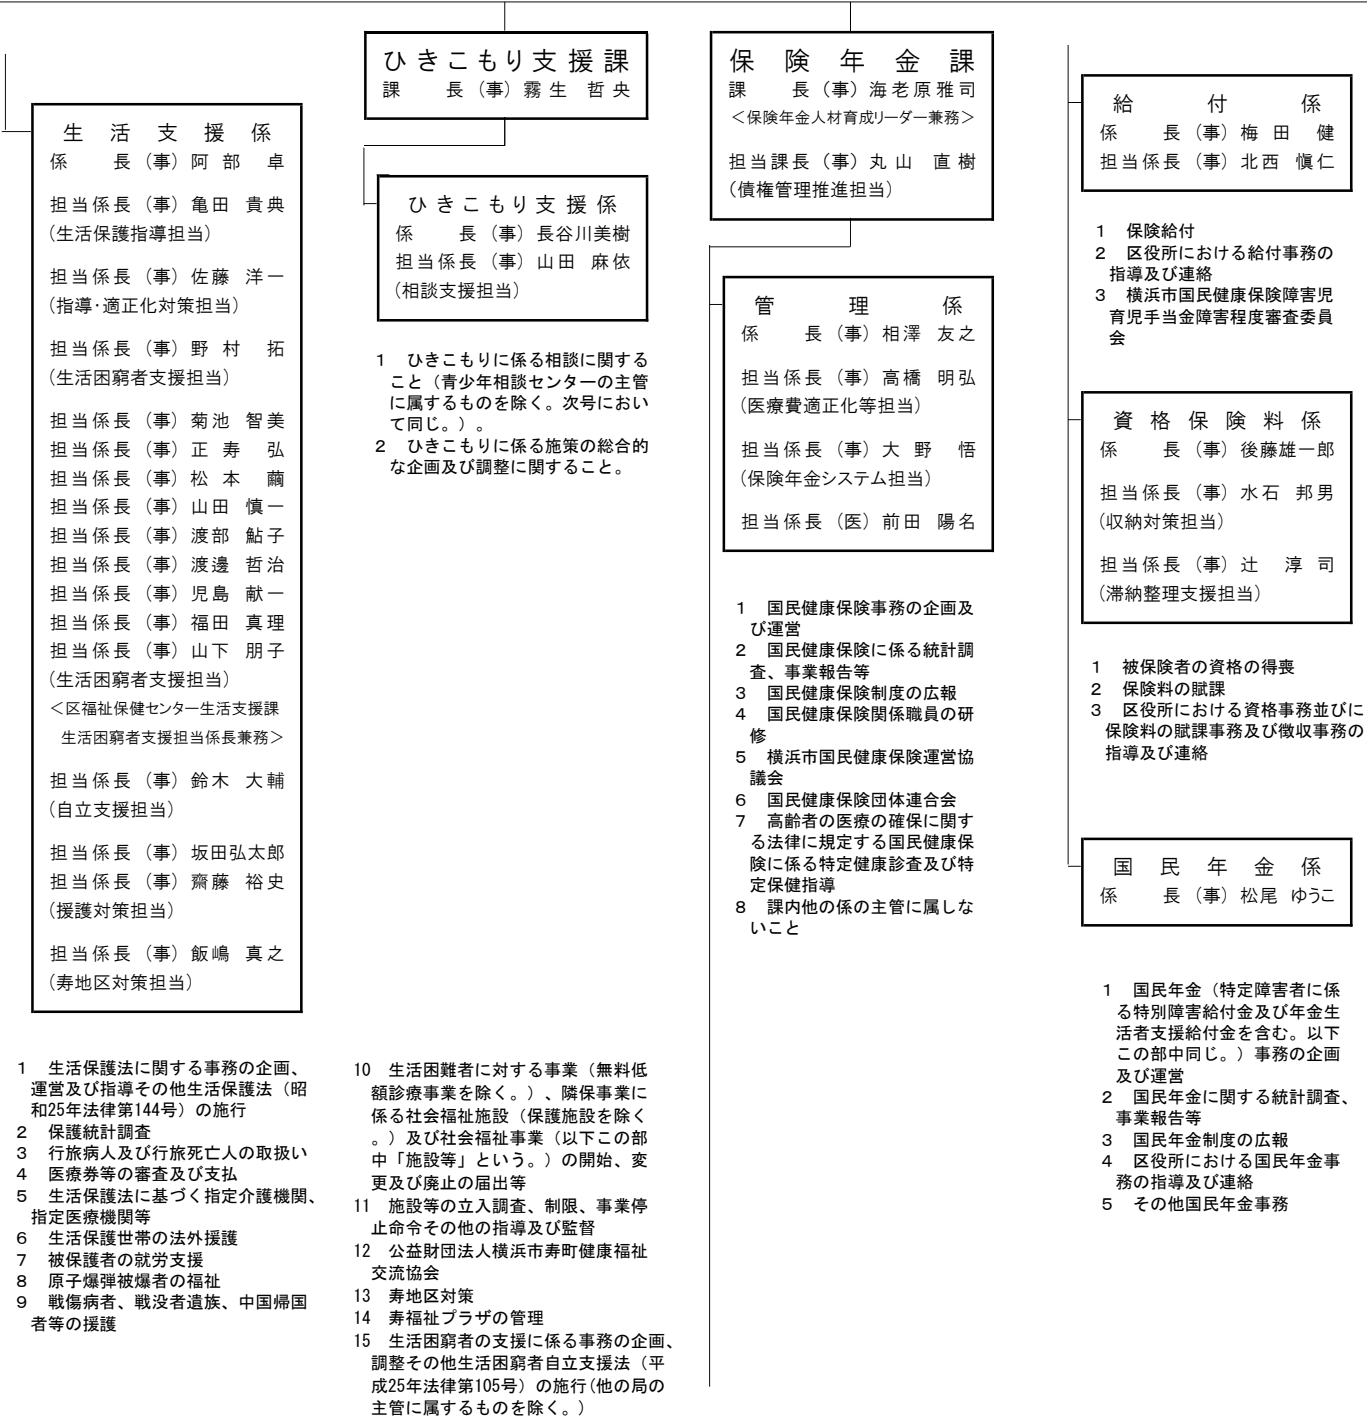 生活支援係
係長（事）阿部 卓
担当係長（事）亀田 貴典
（生活保護指導担当）
担当係長（事）佐藤 洋一
（指導・適正化対策担当）
担当係長（事）野村 拓
（生活困窮者支援担当）
担当係長（事）菊池 智美
担当係長（事）正寿 弘
担当係長（事）松本 繭
担当係長（事）山田 慎一
担当係長（事）渡部 鮎子
担当係長（事）渡邊 哲治
担当係長（事）児島 献一
担当係長（事）福田 真理
担当係長（事）山下 朋子
（生活困窮者支援担当）
＜区福祉保健センター生活支援課
生活困窮者支援担当係長兼務＞
担当係長（事）鈴木 大輔
（自立支援担当）
担当係長（事）坂田弘太郎
担当係長（事）齋藤 裕史
（援護対策担当）
担当係長（事）飯嶋 真之
（寿地区対策担当）
1 生活保護法に関する事務の企画、
運営及び指導その他生活保護法（昭
和25年法律第144号）の施行
2 保護統計調査
3 行旅病人及び行旅死亡人の取扱い
4 医療券等の審査及び支払
5 生活保護法に基づく指定介護機関、
指定医療機関等
6 生活保護世帯の法外援護
7 被保護者の就労支援
8 原子爆弾被爆者の福祉
9 戦傷病者、戦没者遺族、中国帰国
者等の援護
10 生活困難者に対する事業（無料低
額診療事業を除く。）、隣保事業に
係る社会福祉施設（保護施設を除く
。）及び社会福祉事業（以下この部
中「施設等」という。）の開始、変
更及び廃止の届出等
11 施設等の立入調査、制限、事業停
止命令その他の指導及び監督
12 公益財団法人横浜市寿町健康福祉
交流協会
13 寿地区対策
14 寿福祉プラザの管理
15 生活困窮者の支援に係る事務の企画、
調整その他生活困窮者自立支援法（平
成25年法律第105号）の施行（他の局の
主管に属するものを除く。）
ひきこもり支援課
課長（事）霧生 哲央
ひきこもり支援係
係長（事）長谷川美樹
担当係長（事）山田 麻依
（相談支援担当）
1 ひきこもりに係る相談に関する
こと（青少年相談センターの主管
に属するものを除く。次号におい
て同じ。）。
2 ひきこもりに係る施策の総合的
な企画及び調整に関すること。
保険年金課
課長（事）海老原雅司
＜保険年金人材育成リーダー兼務＞
担当課長（事）丸山 直樹
（債権管理推進担当）
管理係
係長（事）相澤 友之
担当係長（事）高橋 明弘
（医療費適正化等担当）
担当係長（事）大野 悟
（保険年金システム担当）
担当係長（医）前田 陽名
1 国民健康保険事務の企画及
び運営
2 国民健康保険に係る統計調
査、事業報告等
3 国民健康保険制度の広報
4 国民健康保険関係職員の研
修
5 横浜市国民健康保険運営協
議会
6 国民健康保険団体連合会
7 高齢者の医療の確保に関す
る法律に規定する国民健康保
険に係る特定健康診査及び特
定保健指導
8 課内他の係の主管に属しな
いこと
給付係
係長（事）梅田 健
担当係長（事）北西 愼仁
1 保険給付
2 区役所における給付事務の
指導及び連絡
3 横浜市国民健康保険障害児
育児手当金障害程度審査委員
会
資格保険料係
係長（事）後藤雄一郎
担当係長（事）水石 邦男
（収納対策担当）
担当係長（事）辻 淳司
（滞納整理支援担当）
1 被保険者の資格の得喪
2 保険料の賦課
3 区役所における資格事務並びに
保険料の賦課事務及び徴収事務の
指導及び連絡
国民年金係
係長（事）松尾 ゆうこ
1 国民年金（特定障害者に係
る特別障害給付金及び年金生
活者支援給付金を含む。以下
この部中同じ。）事務の企画
及び運営
2 国民年金に関する統計調査、
事業報告等
3 国民年金制度の広報
4 区役所における国民年金事
務の指導及び連絡
5 その他国民年金事務